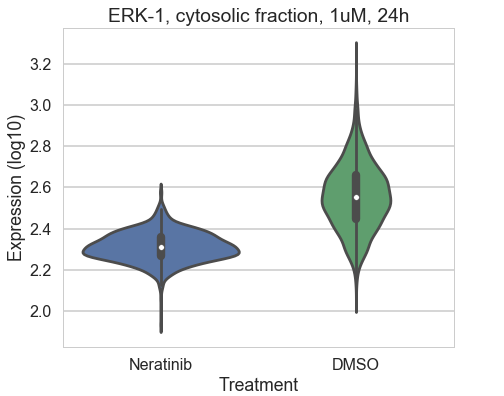 ERK-1, cytosolic fraction, 1uM, 24h
Expression (log10)
3.2
3.0
2.8
2.6
2.4
2.2
2.0
Neratinib DMSO
Treatment